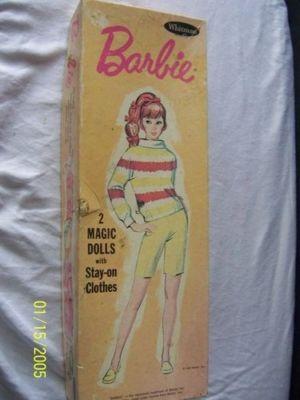 Whitman
Barbie
2
MAGIC
DOLLS
with
Stay-on
Clothes
01/15/2005